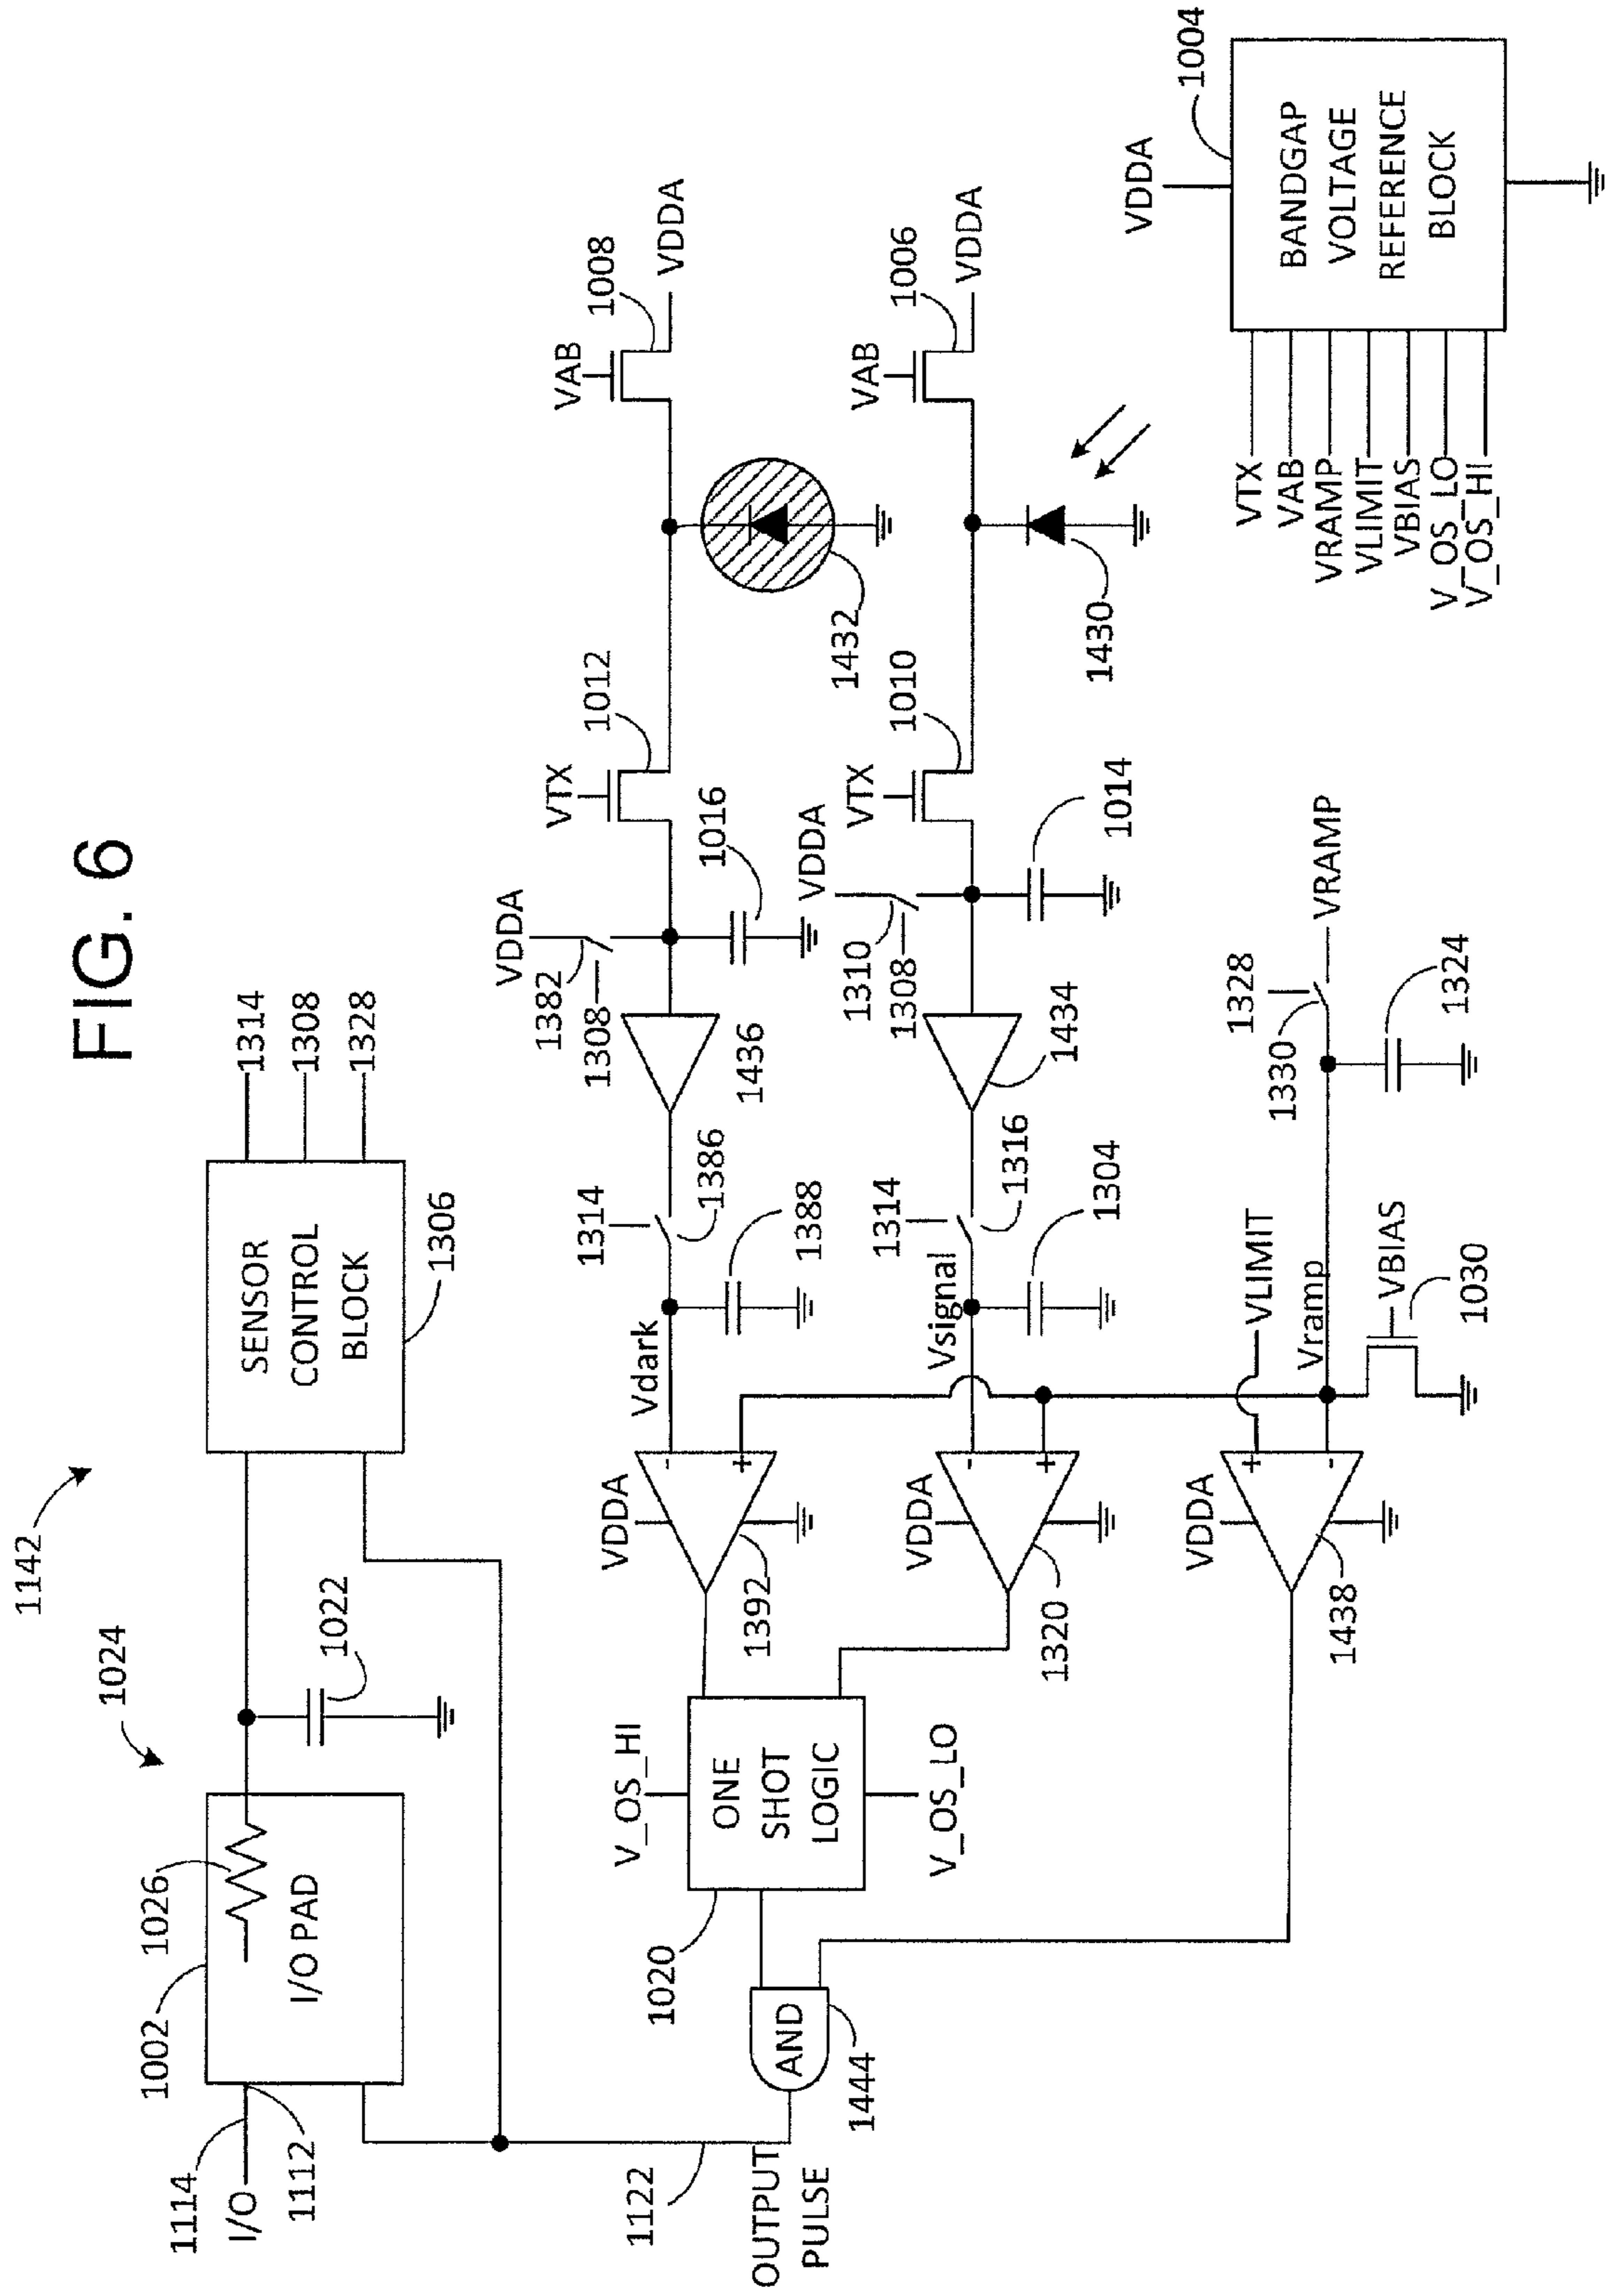 FIG. 6
1142
1024
1114
I/O
1112
1002
1026
I/O PAD
1022
SENSOR
CONTROL
BLOCK
1306
1314
1308
1328
1122
OUTPUT
PULSE
AND
1444
1020
V_OS_HI
ONE
SHOT
LOGIC
V_OS_LO
VDDA
-
+
1392
Vdark
1314
1386
1388
1436
VDDA
1382
1308
1016
VTX
1012
1432
VAB
1008
VDDA
VDDA
-
+
1320
Vsignal
1314
1316
1304
1434
VDDA
1310
1308
1014
VTX
1010
1430
VAB
1006
VDDA
VDDA
+
-
1438
VLIMIT
Vramp
VBIAS
1030
1328
1330
1324
VRAMP
VTX
VAB
VRAMP
VLIMIT
VBIAS
V_OS_LO
V_OS_HI
VDDA
1004
BANDGAP
VOLTAGE
REFERENCE
BLOCK